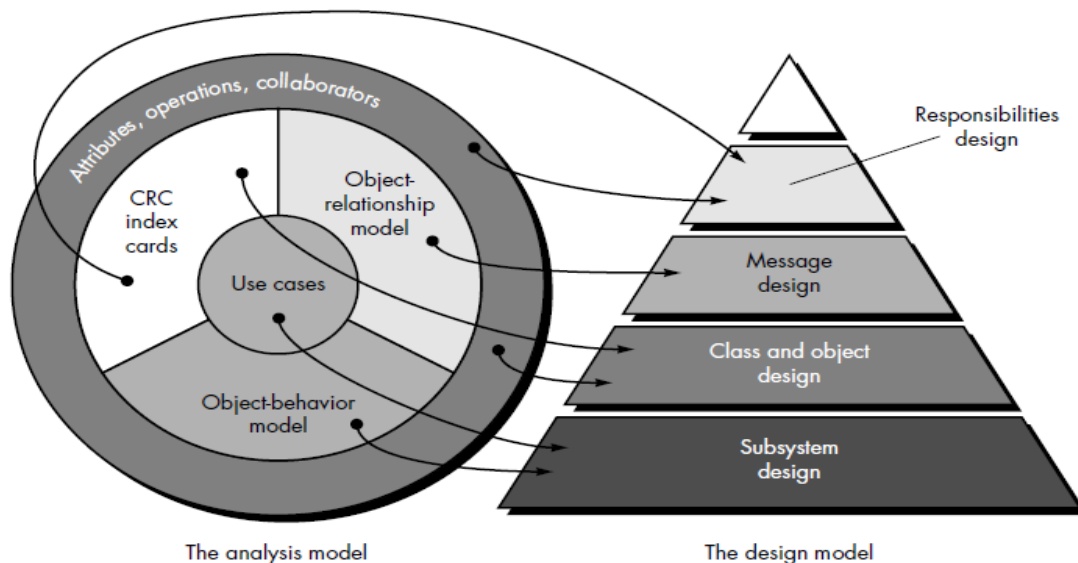 Attributes, operations, collaborators
CRC
index
cards
Object-
relationship
model
Use cases
Object-behavior
model
The analysis model
Responsibilities
design
Message
design
Class and object
design
Subsystem
design
The design model